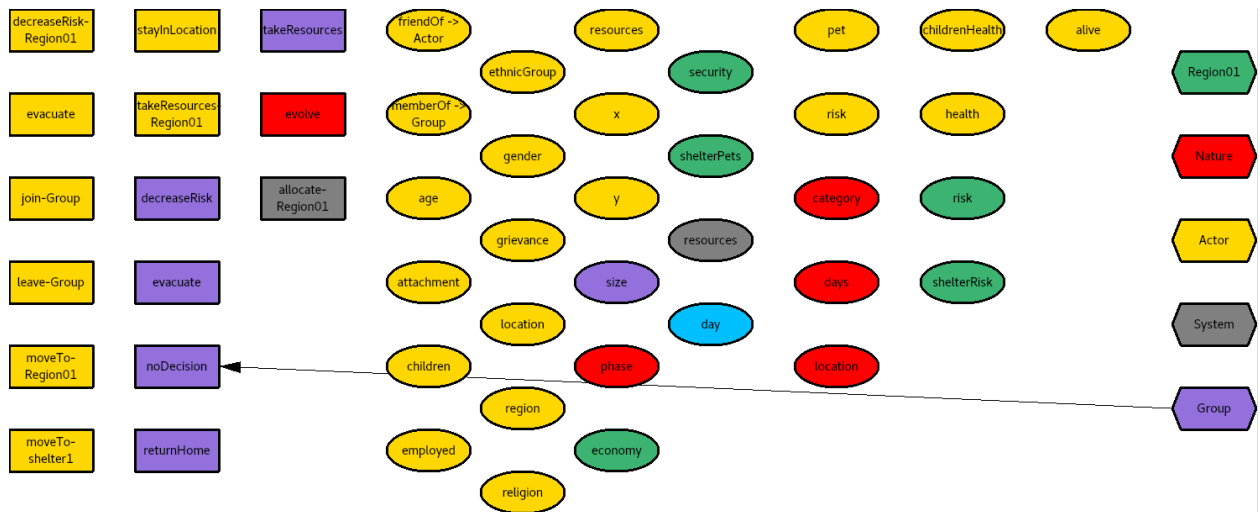 decreaseRisk-
Region01
stayInLocation
takeResources
friendOf ->
Actor
resources
pet
childrenHealth
alive
ethnicGroup
security
Region01
evacuate
takeResources-
Region01
evolve
memberOf ->
Group
x
risk
health
gender
shelterPets
Nature
join-Group
decreaseRisk
allocate-
Region01
age
y
category
risk
grievance
resources
Actor
leave-Group
evacuate
attachment
size
days
shelterRisk
location
day
System
moveTo-
Region01
noDecision
children
phase
location
region
Group
moveTo-
shelter1
returnHome
employed
economy
religion